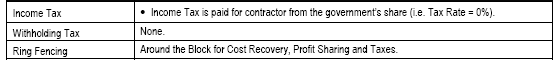 Income Tax • Income Tax is paid for contractor from the government's share (i.e. Tax Rate = 0%).
Withholding Tax None.
Ring Fencing Around the Block for Cost Recovery, Profit Sharing and Taxes.